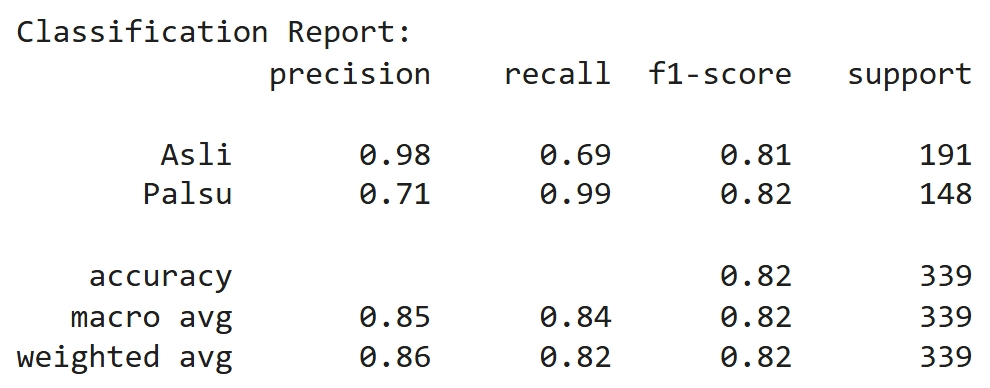 Classification Report:
precision recall f1-score support
Asli 0.98 0.69 0.81 191
Palsu 0.71 0.99 0.82 148
accuracy 0.82 339
macro avg 0.85 0.84 0.82 339
weighted avg 0.86 0.82 0.82 339